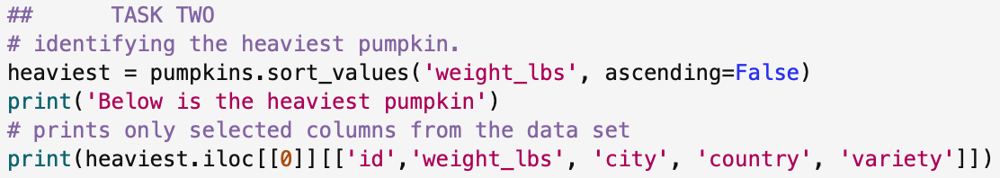 ##      TASK TWO
# identifying the heaviest pumpkin.
heaviest = pumpkins.sort_values('weight_lbs', ascending=False)
print('Below is the heaviest pumpkin')
# prints only selected columns from the data set
print(heaviest.iloc[[0]][['id','weight_lbs', 'city', 'country', 'variety']])